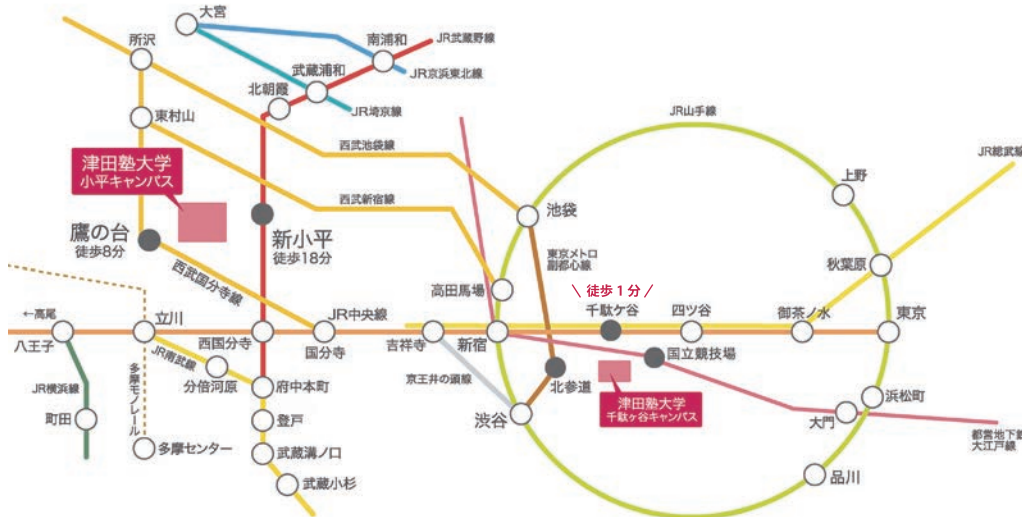 大宮
南浦和
JR武蔵野線
所沢
武蔵浦和
JR京浜東北線
北朝霞
JR埼京線
東村山
JR山手線
西武池袋線
JR総武線
津田塾大学
小平キャンパス
上野
西武新宿線
池袋
鷹の台
徒歩8分
新小平
徒歩18分
東京メトロ
副都心線
秋葉原
西武国分寺線
高田馬場
\ 徒歩1分 /
←高尾
立川
JR中央線
千駄ケ谷
四ツ谷
御茶ノ水
東京
八王子
西国分寺
国分寺
吉祥寺
新宿
国立競技場
JR南武線
JR横浜線
多摩モノレール
分倍河原
府中本町
京王井の頭線
北参道
津田塾大学
千駄ヶ谷キャンパス
浜松町
町田
登戸
渋谷
大門
都営地下鉄
大江戸線
多摩センター
武蔵溝ノ口
武蔵小杉
品川